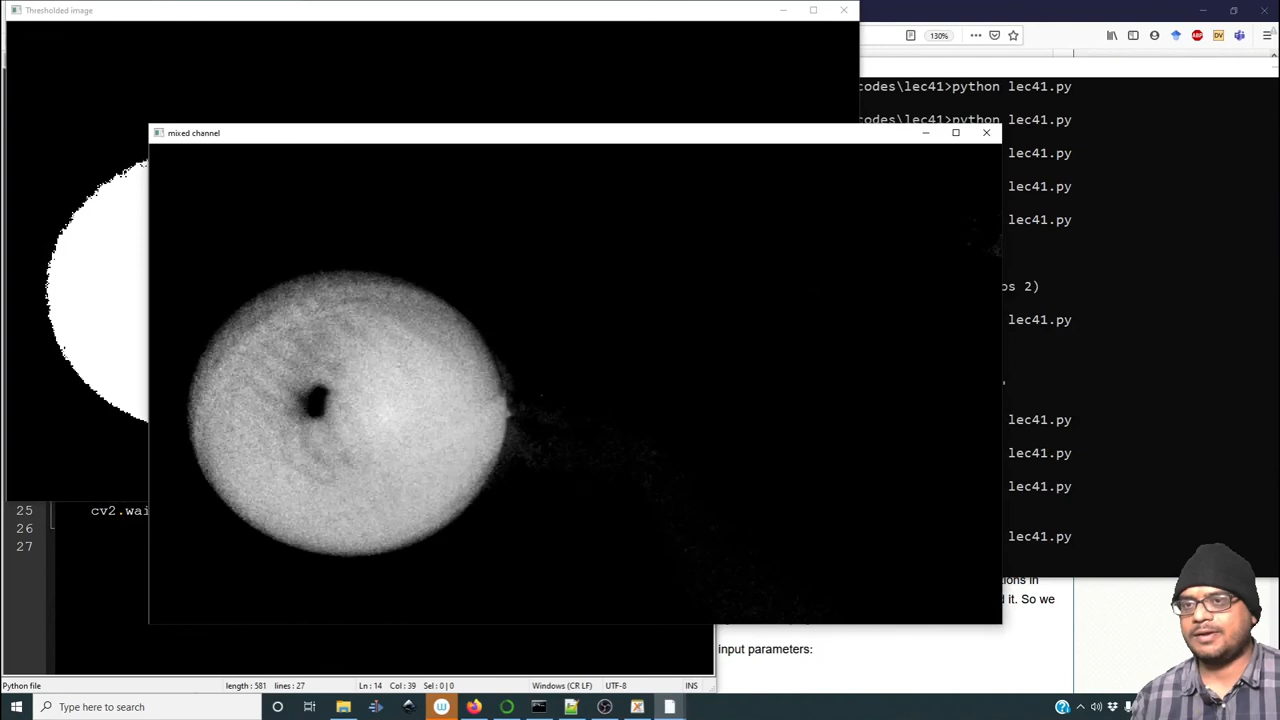 Thresholded image
130%
ABP
DV
codes\lec41>python lec41.py
codes\lec41>python lec41.py
mixed channel
lec41.py
lec41.py
lec41.py
os 2)
lec41.py
lec41.py
lec41.py
lec41.py
25 cv2.wai
lec41.py
26
27
ions in
d it. So we
input parameters:
Python file
length : 581 lines : 27
Ln : 14 Col : 39 Sel : 0 | 0
Windows (CR LF)
UTF-8
INS
Type here to search